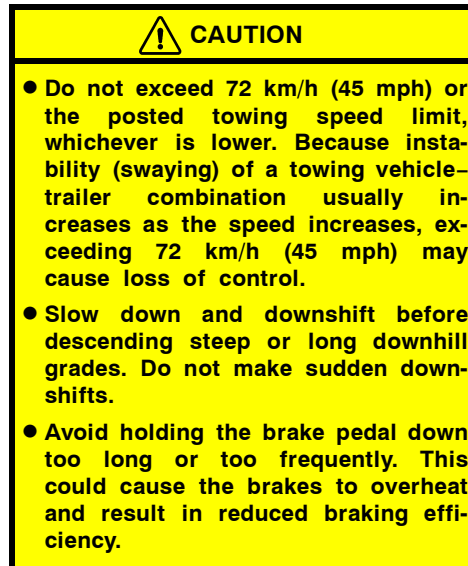 CAUTION
● Do not exceed 72 km/h (45 mph) or
the posted towing speed limit,
whichever is lower. Because insta-
bility (swaying) of a towing vehicle–
trailer combination usually in-
creases as the speed increases, ex-
ceeding 72 km/h (45 mph) may
cause loss of control.
● Slow down and downshift before
descending steep or long downhill
grades. Do not make sudden down-
shifts.
● Avoid holding the brake pedal down
too long or too frequently. This
could cause the brakes to overheat
and result in reduced braking effi-
ciency.